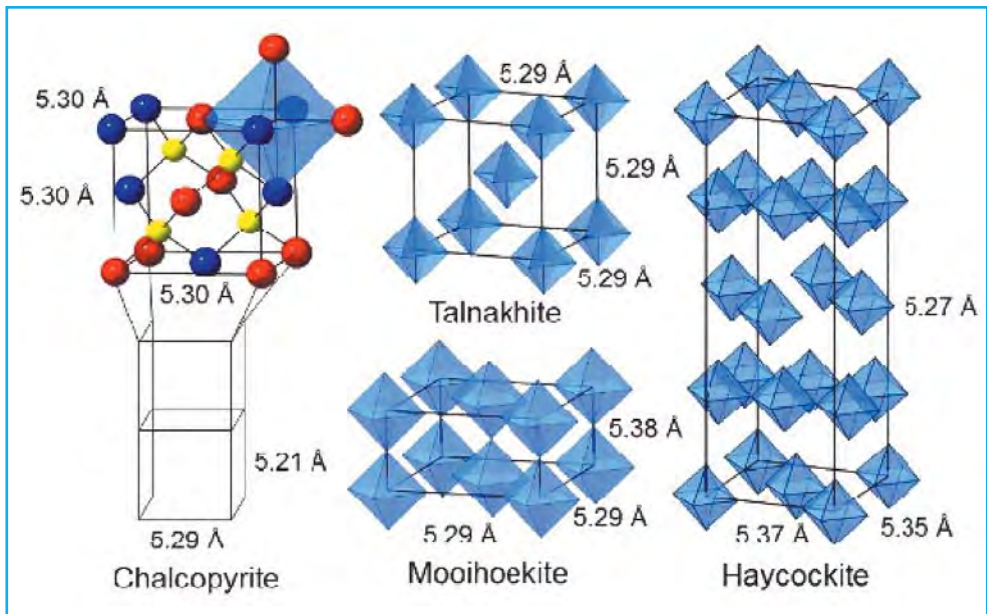 5.30 Å
5.30 Å
5.30 Å
5.21 Å
5.29 Å
Chalcopyrite
5.29 Å
5.29 Å
5.29 Å
Talnakhite
5.38 Å
5.29 Å
5.29 Å
Mooihoekite
5.27 Å
5.37 Å
5.35 Å
Haycockite